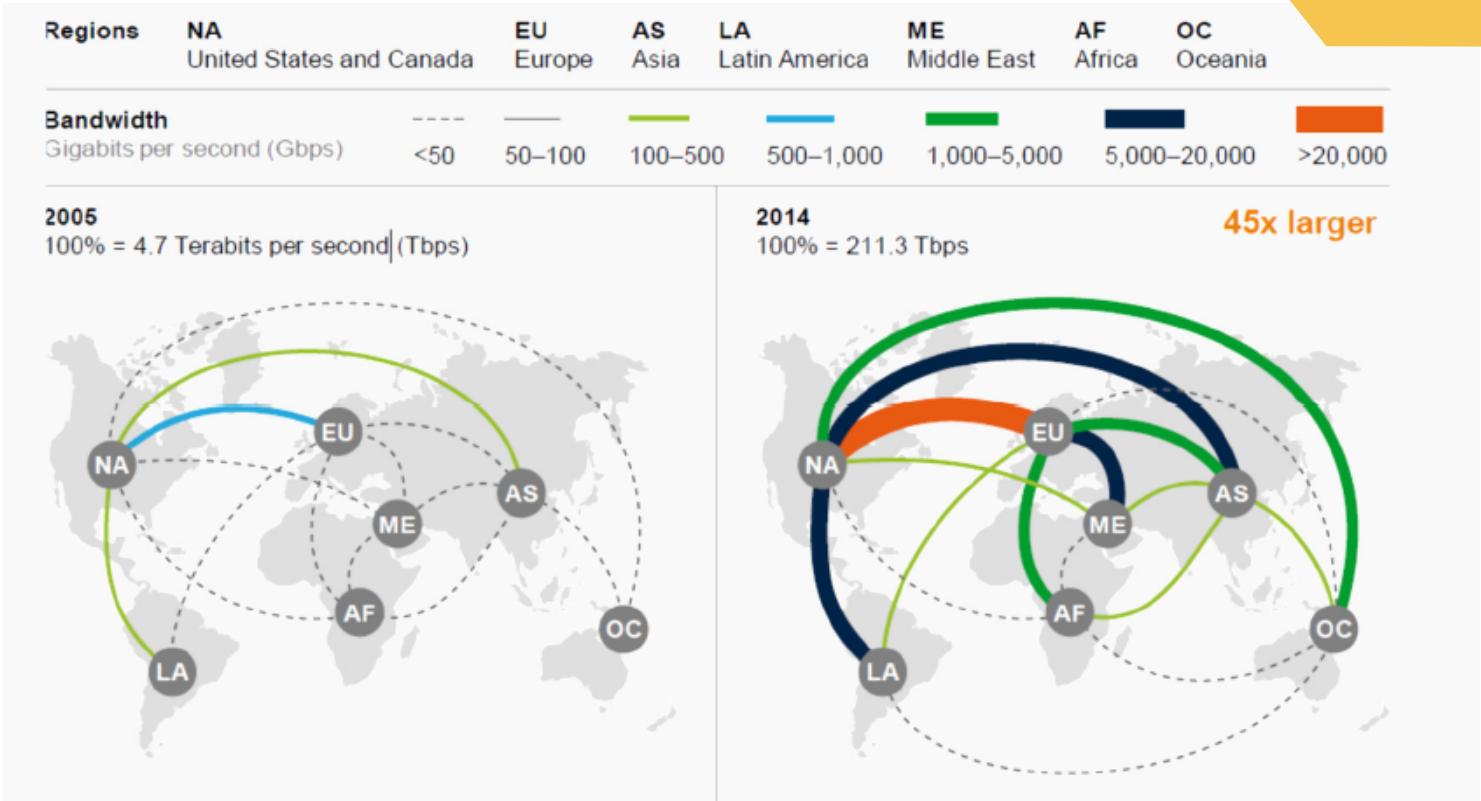 Regions NA EU AS LA ME AF OC
United States and Canada Europe Asia Latin America Middle East Africa Oceania
Bandwidth
Gigabits per second (Gbps)
<50 50–100 100–500 500–1,000 1,000–5,000 5,000–20,000 >20,000
2005
100% = 4.7 Terabits per second (Tbps)
2014
100% = 211.3 Tbps
45x larger
EU
NA
AS
ME
AF
OC
LA
EU
NA
AS
ME
AF
OC
LA